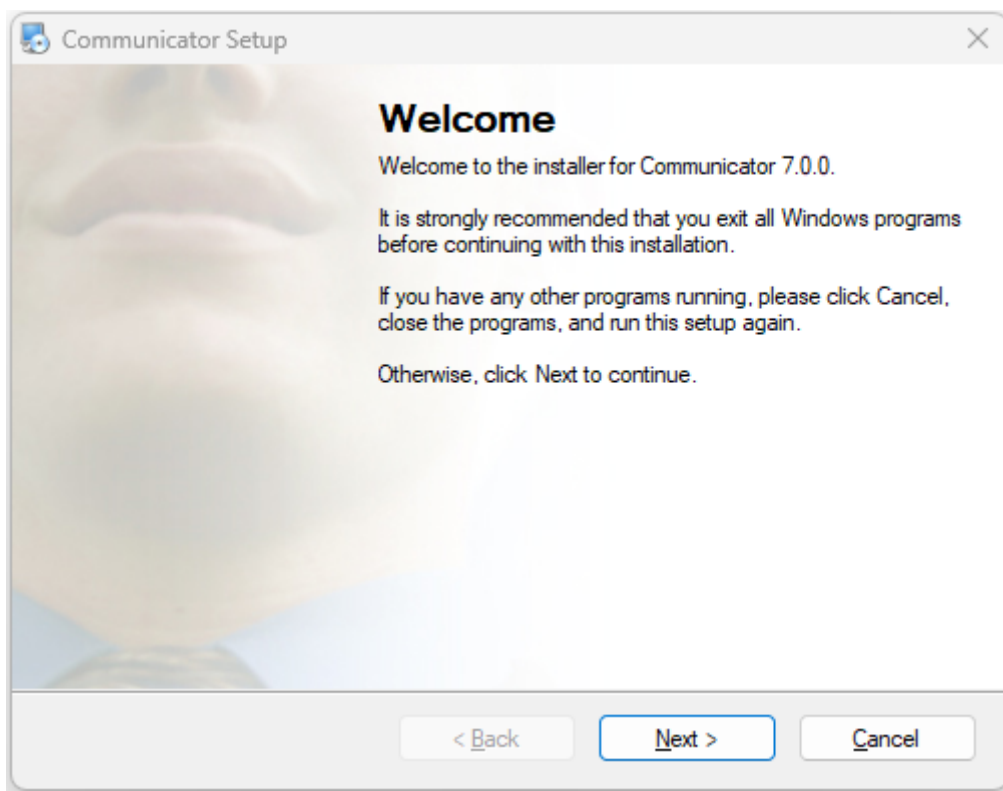 Communicator Setup
Welcome
Welcome to the installer for Communicator 7.0.0.
It is strongly recommended that you exit all Windows programs
before continuing with this installation.
If you have any other programs running, please click Cancel,
close the programs, and run this setup again.
Otherwise, click Next to continue.
< Back
Next >
Cancel